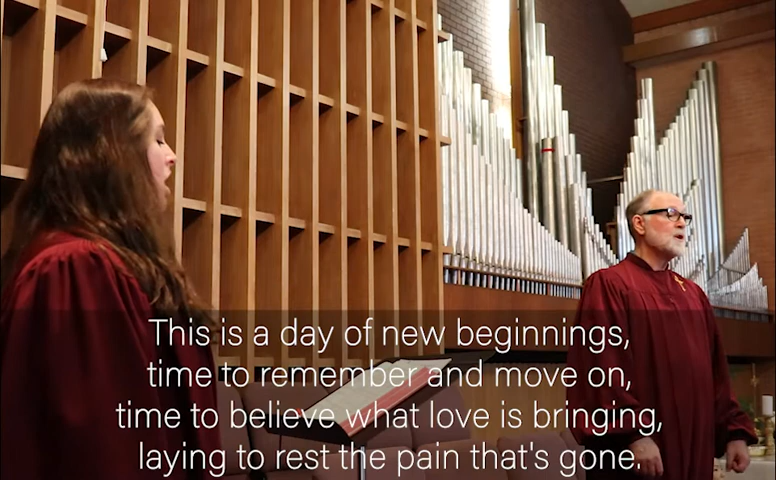 This is a day of new beginnings,
time to remember and move on,
time to believe what love is bringing,
laying to rest the pain that's gone.